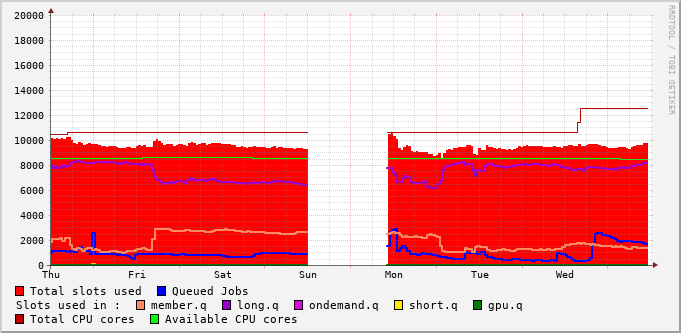 20000
18000
16000
14000
12000
10000
8000
6000
4000
2000
0
Thu Fri Sat Sun Mon Tue Wed
RRDTOOL / TOBI OETIKER
Total slots used Queued Jobs
Slots used in : member.q long.q ondemand.q short.q gpu.q
Total CPU cores Available CPU cores